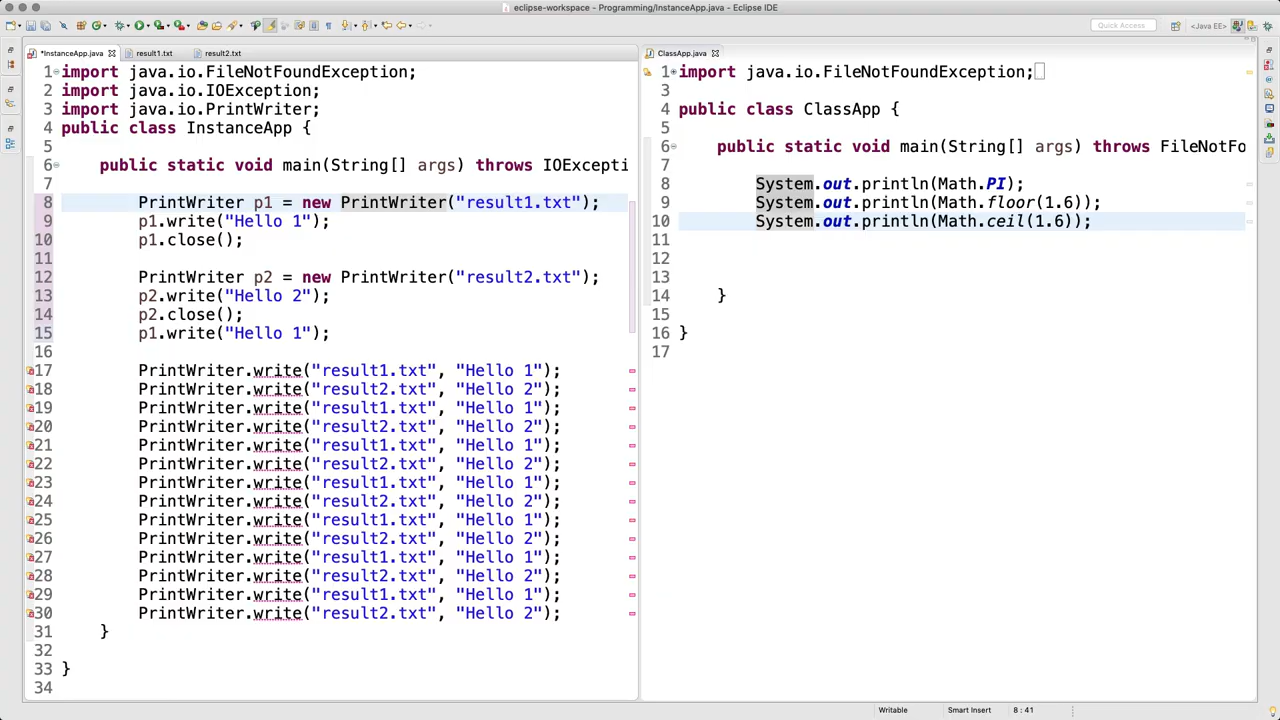 eclipse-workspace - Programming/InstanceApp.java - Eclipse IDE
Quick Access
<Java EE>
*InstanceApp.java
result1.txt
result2.txt
1 import java.io.FileNotFoundException;
2 import java.io.IOException;
3 import java.io.PrintWriter;
4 public class InstanceApp {
5
6 public static void main(String[] args) throws IOExcepti
7
8 PrintWriter p1 = new PrintWriter("result1.txt");
9 p1.write("Hello 1");
10 p1.close();
11
12 PrintWriter p2 = new PrintWriter("result2.txt");
13 p2.write("Hello 2");
14 p2.close();
15 p1.write("Hello 1");
16
17 PrintWriter.write("result1.txt", "Hello 1");
18 PrintWriter.write("result2.txt", "Hello 2");
19 PrintWriter.write("result1.txt", "Hello 1");
20 PrintWriter.write("result2.txt", "Hello 2");
21 PrintWriter.write("result1.txt", "Hello 1");
22 PrintWriter.write("result2.txt", "Hello 2");
23 PrintWriter.write("result1.txt", "Hello 1");
24 PrintWriter.write("result2.txt", "Hello 2");
25 PrintWriter.write("result1.txt", "Hello 1");
26 PrintWriter.write("result2.txt", "Hello 2");
27 PrintWriter.write("result1.txt", "Hello 1");
28 PrintWriter.write("result2.txt", "Hello 2");
29 PrintWriter.write("result1.txt", "Hello 1");
30 PrintWriter.write("result2.txt", "Hello 2");
31 }
32
33 }
34
ClassApp.java
1 import java.io.FileNotFoundException;
3
4 public class ClassApp {
5
6 public static void main(String[] args) throws FileNotFo
7
8 System.out.println(Math.PI);
9 System.out.println(Math.floor(1.6));
10 System.out.println(Math.ceil(1.6));
11
12
13
14 }
15
16 }
17
Writable
Smart Insert
8 : 41